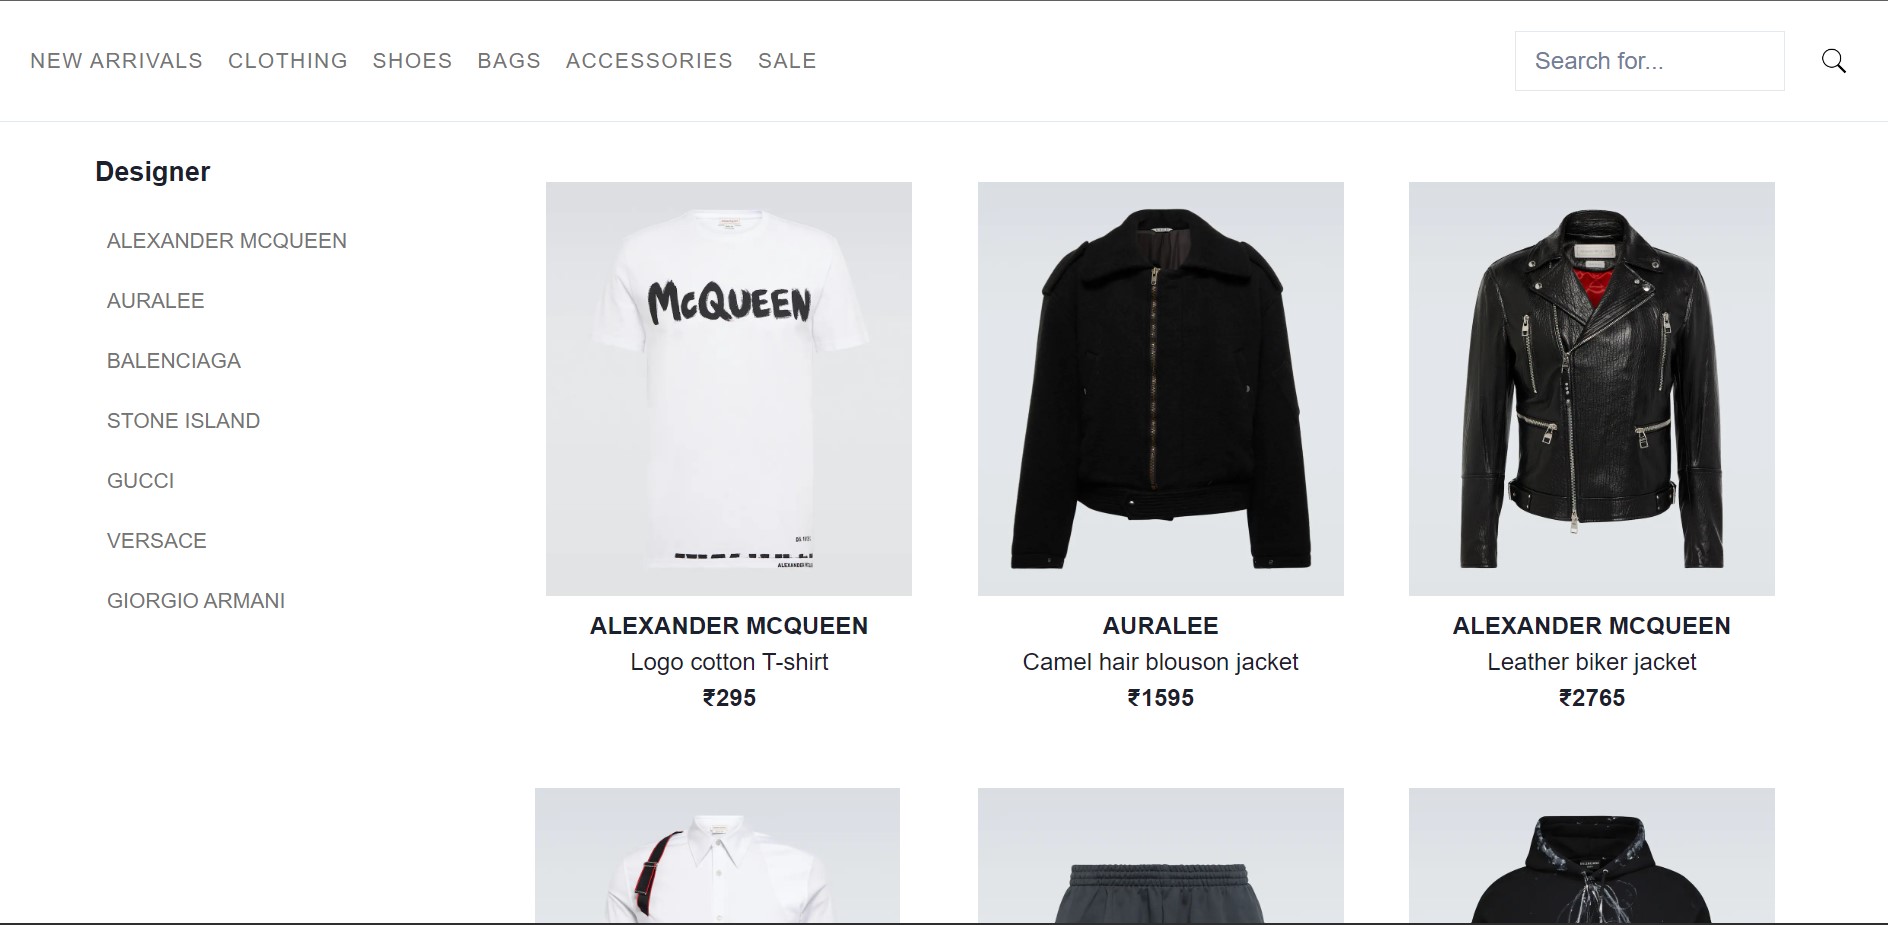 NEW ARRIVALS CLOTHING SHOES BAGS ACCESSORIES SALE
Search for...
Designer
ALEXANDER MCQUEEN
AURALEE
BALENCIAGA
STONE ISLAND
GUCCI
VERSACE
GIORGIO ARMANI
McQUEEN
ALEXANDER MCQUEEN
Logo cotton T-shirt
₹295
AURALEE
Camel hair blouson jacket
₹1595
ALEXANDER MCQUEEN
Leather biker jacket
₹2765